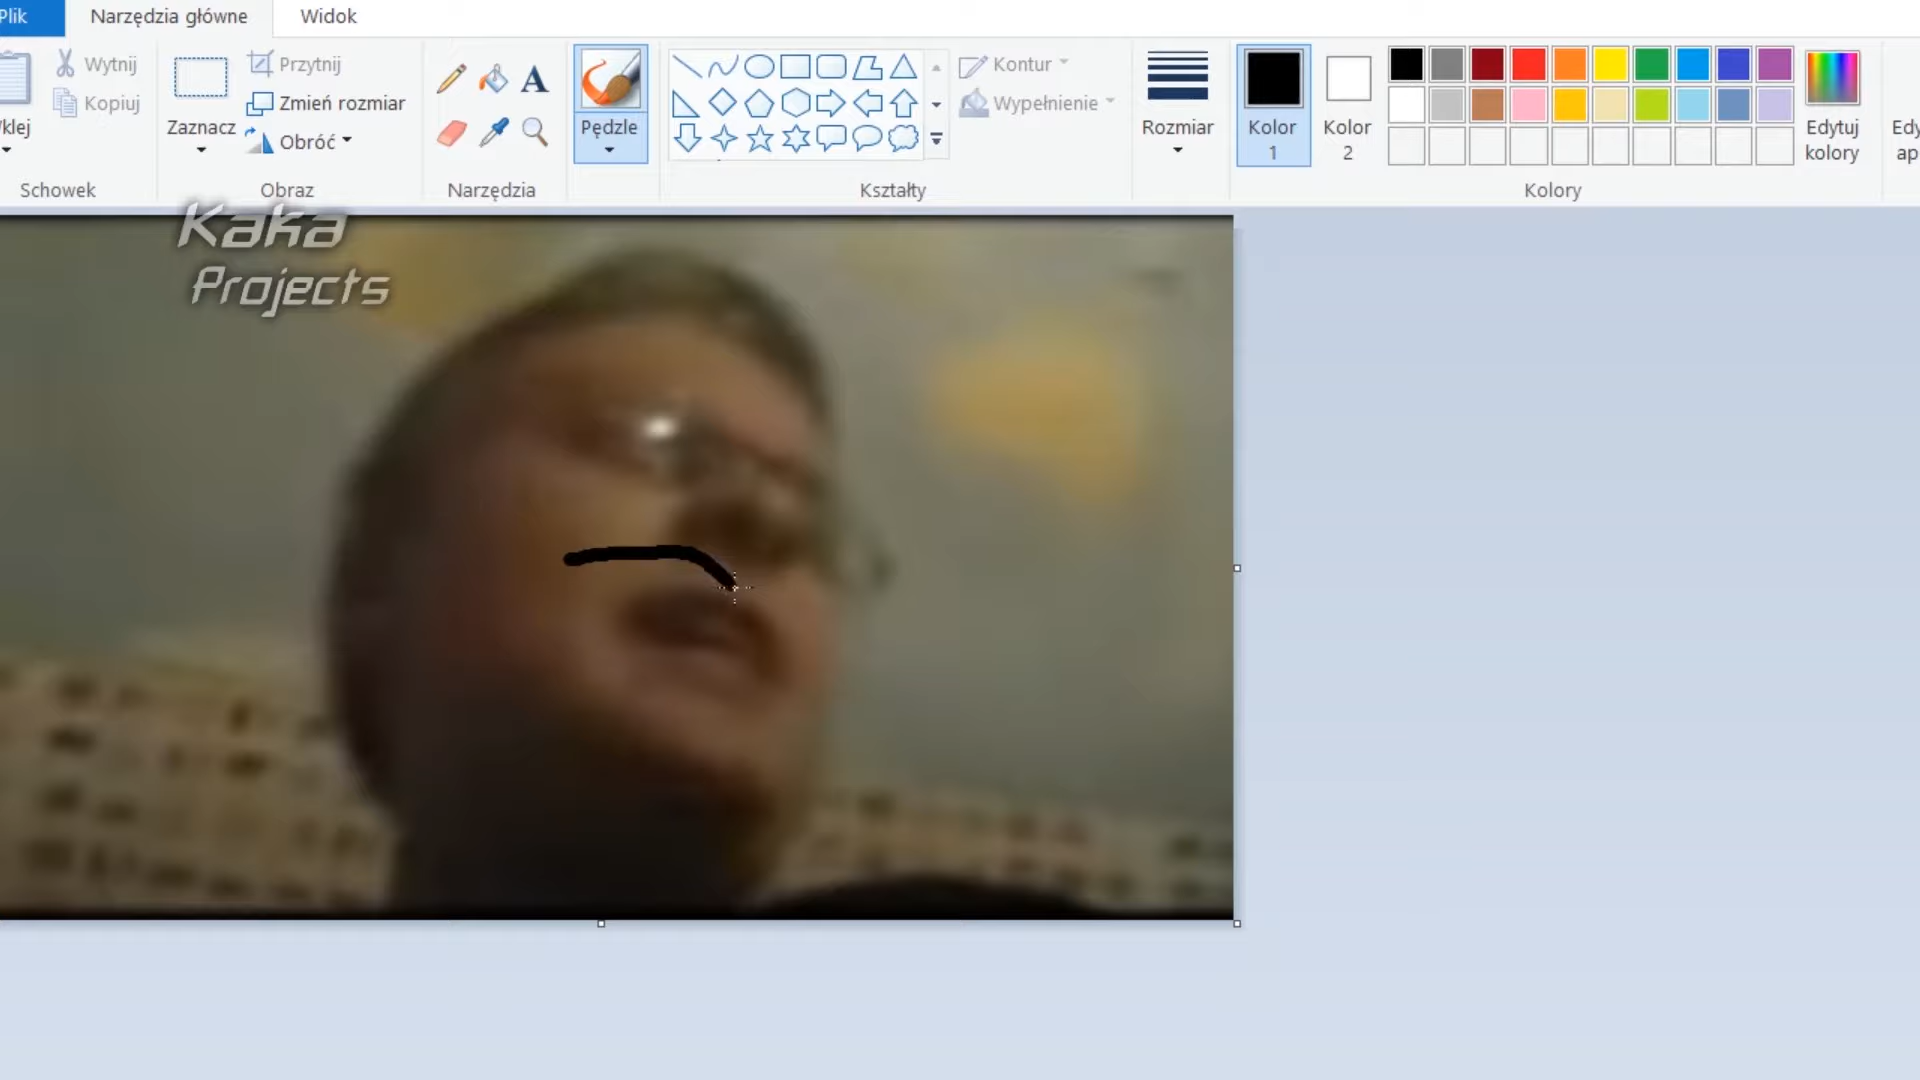 Plik Narzędzia główne Widok
Wytnij
Kopiuj
Zaznacz
Przytnij
Zmień rozmiar
Obróć
A
Pędzle
Kontur
Wypełnienie
Rozmiar
Kolor
1
Kolor
2
Edytuj
kolory
Schowek Obraz Narzędzia Kształty Kolory
Kaka
Projects